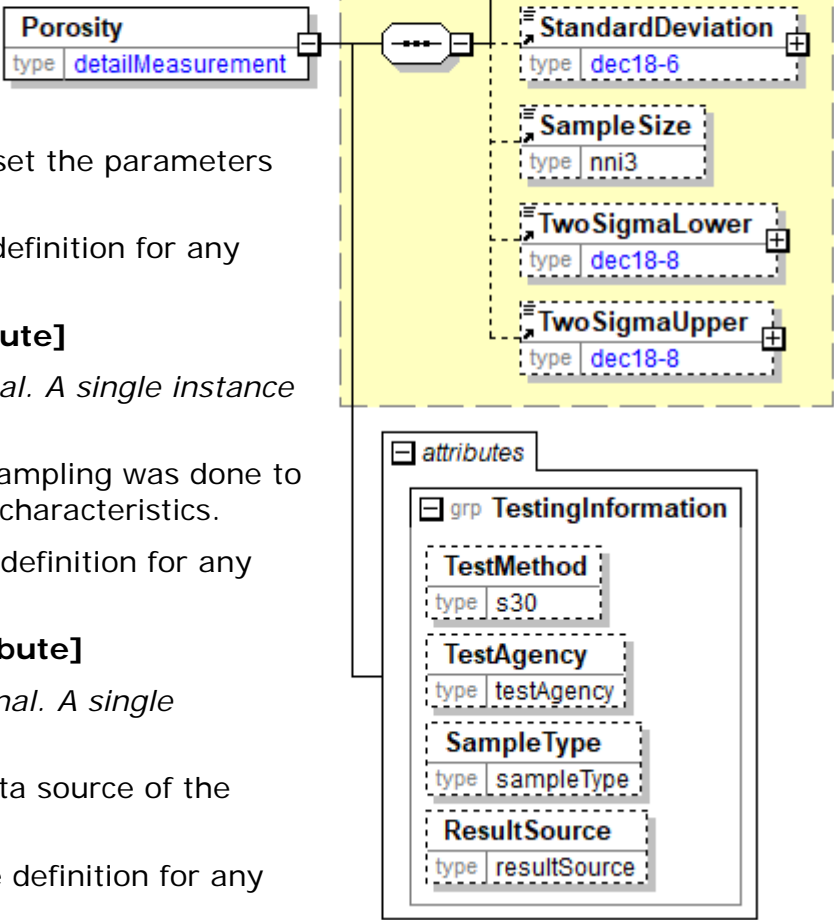 Porosity
type detailMeasurement
set the parameters
definition for any
ute]
al. A single instance
ampling was done to
characteristics.
definition for any
bute]
nal. A single
ta source of the
definition for any
StandardDeviation
type dec18-6
SampleSize
type nni3
TwoSigmaLower
type dec18-8
TwoSigmaUpper
type dec18-8
attributes
grp TestingInformation
TestMethod
type s30
TestAgency
type testAgency
SampleType
type sampleType
ResultSource
type resultSource